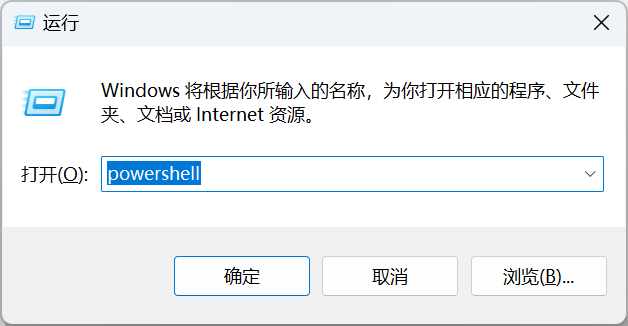 运行
Windows 将根据你所输入的名称，为你打开相应的程序、文件
夹、文档或 Internet 资源。
打开(O): powershell
确定 取消 浏览(B)...